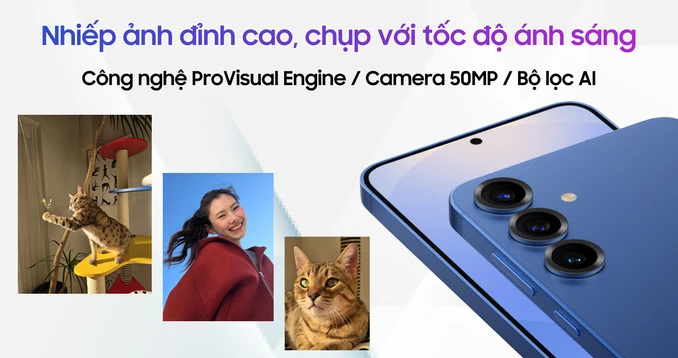 Nhiếp ảnh đỉnh cao, chụp với tốc độ ánh sáng
Công nghệ ProVisual Engine / Camera 50MP / Bộ lọc AI